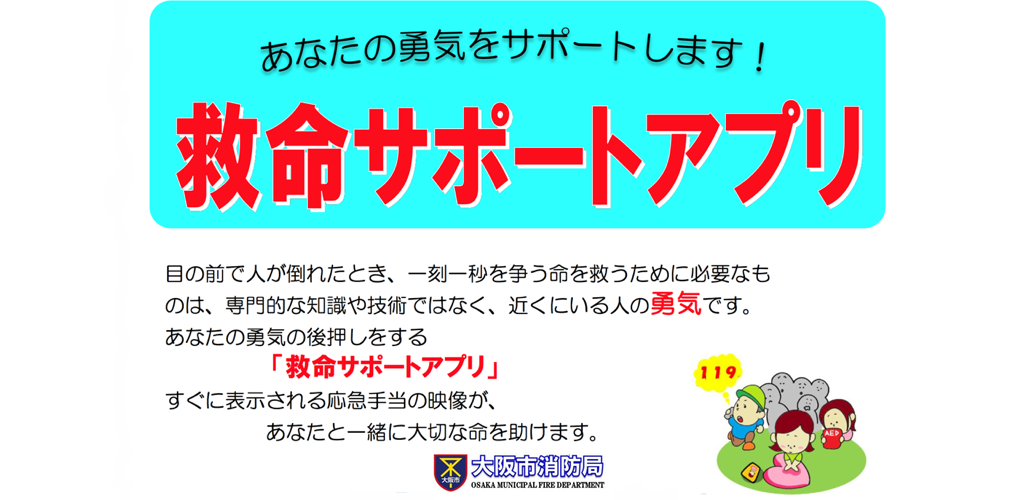 あなたの勇気をサポートします！
救命サポートアプリ
目の前で人が倒れたとき、一刻一秒を争う命を救うために必要なも
のは、専門的な知識や技術ではなく、近くにいる人の勇気です。
あなたの勇気の後押しをする
「救命サポートアプリ」
すぐに表示される応急手当の映像が、
あなたと一緒に大切な命を助けます。
119
AED
大阪市
大阪市消防局
OSAKA MUNICIPAL FIRE DEPARTMENT